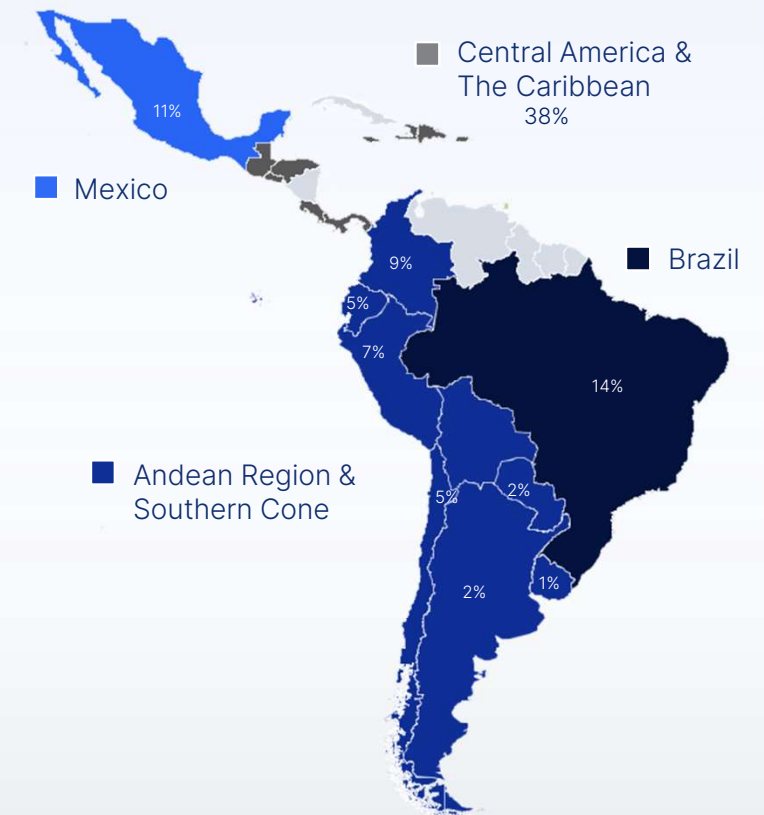 Central America &
The Caribbean
38%
11%
Mexico
Brazil
9%
5%
7%
14%
Andean Region &
Southern Cone
5%
2%
2%
1%